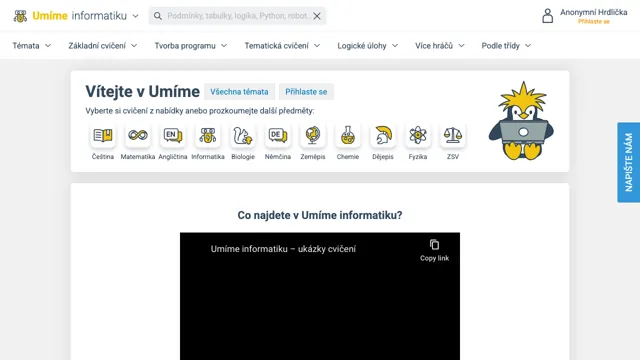 Umíme informatiku
Podmínky, tabulky, logika, Python, robot...
Anonymní Hrdlička
Přihlaste se
Témata
Základní cvičení
Tvorba programu
Tematická cvičení
Logické úlohy
Více hráčů
Podle třídy
Vítejte v Umíme
Všechna témata
Přihlaste se
Vyberte si cvičení z nabídky anebo prozkoumejte další předměty:
EN
DE
Čeština
Matematika
Angličtina
Informatika
Biologie
Němčina
Zeměpis
Chemie
Dějepis
Fyzika
ZSV
NAPIŠTE NÁM
Co najdete v Umíme informatiku?
Umíme informatiku – ukázky cvičení
Copy link